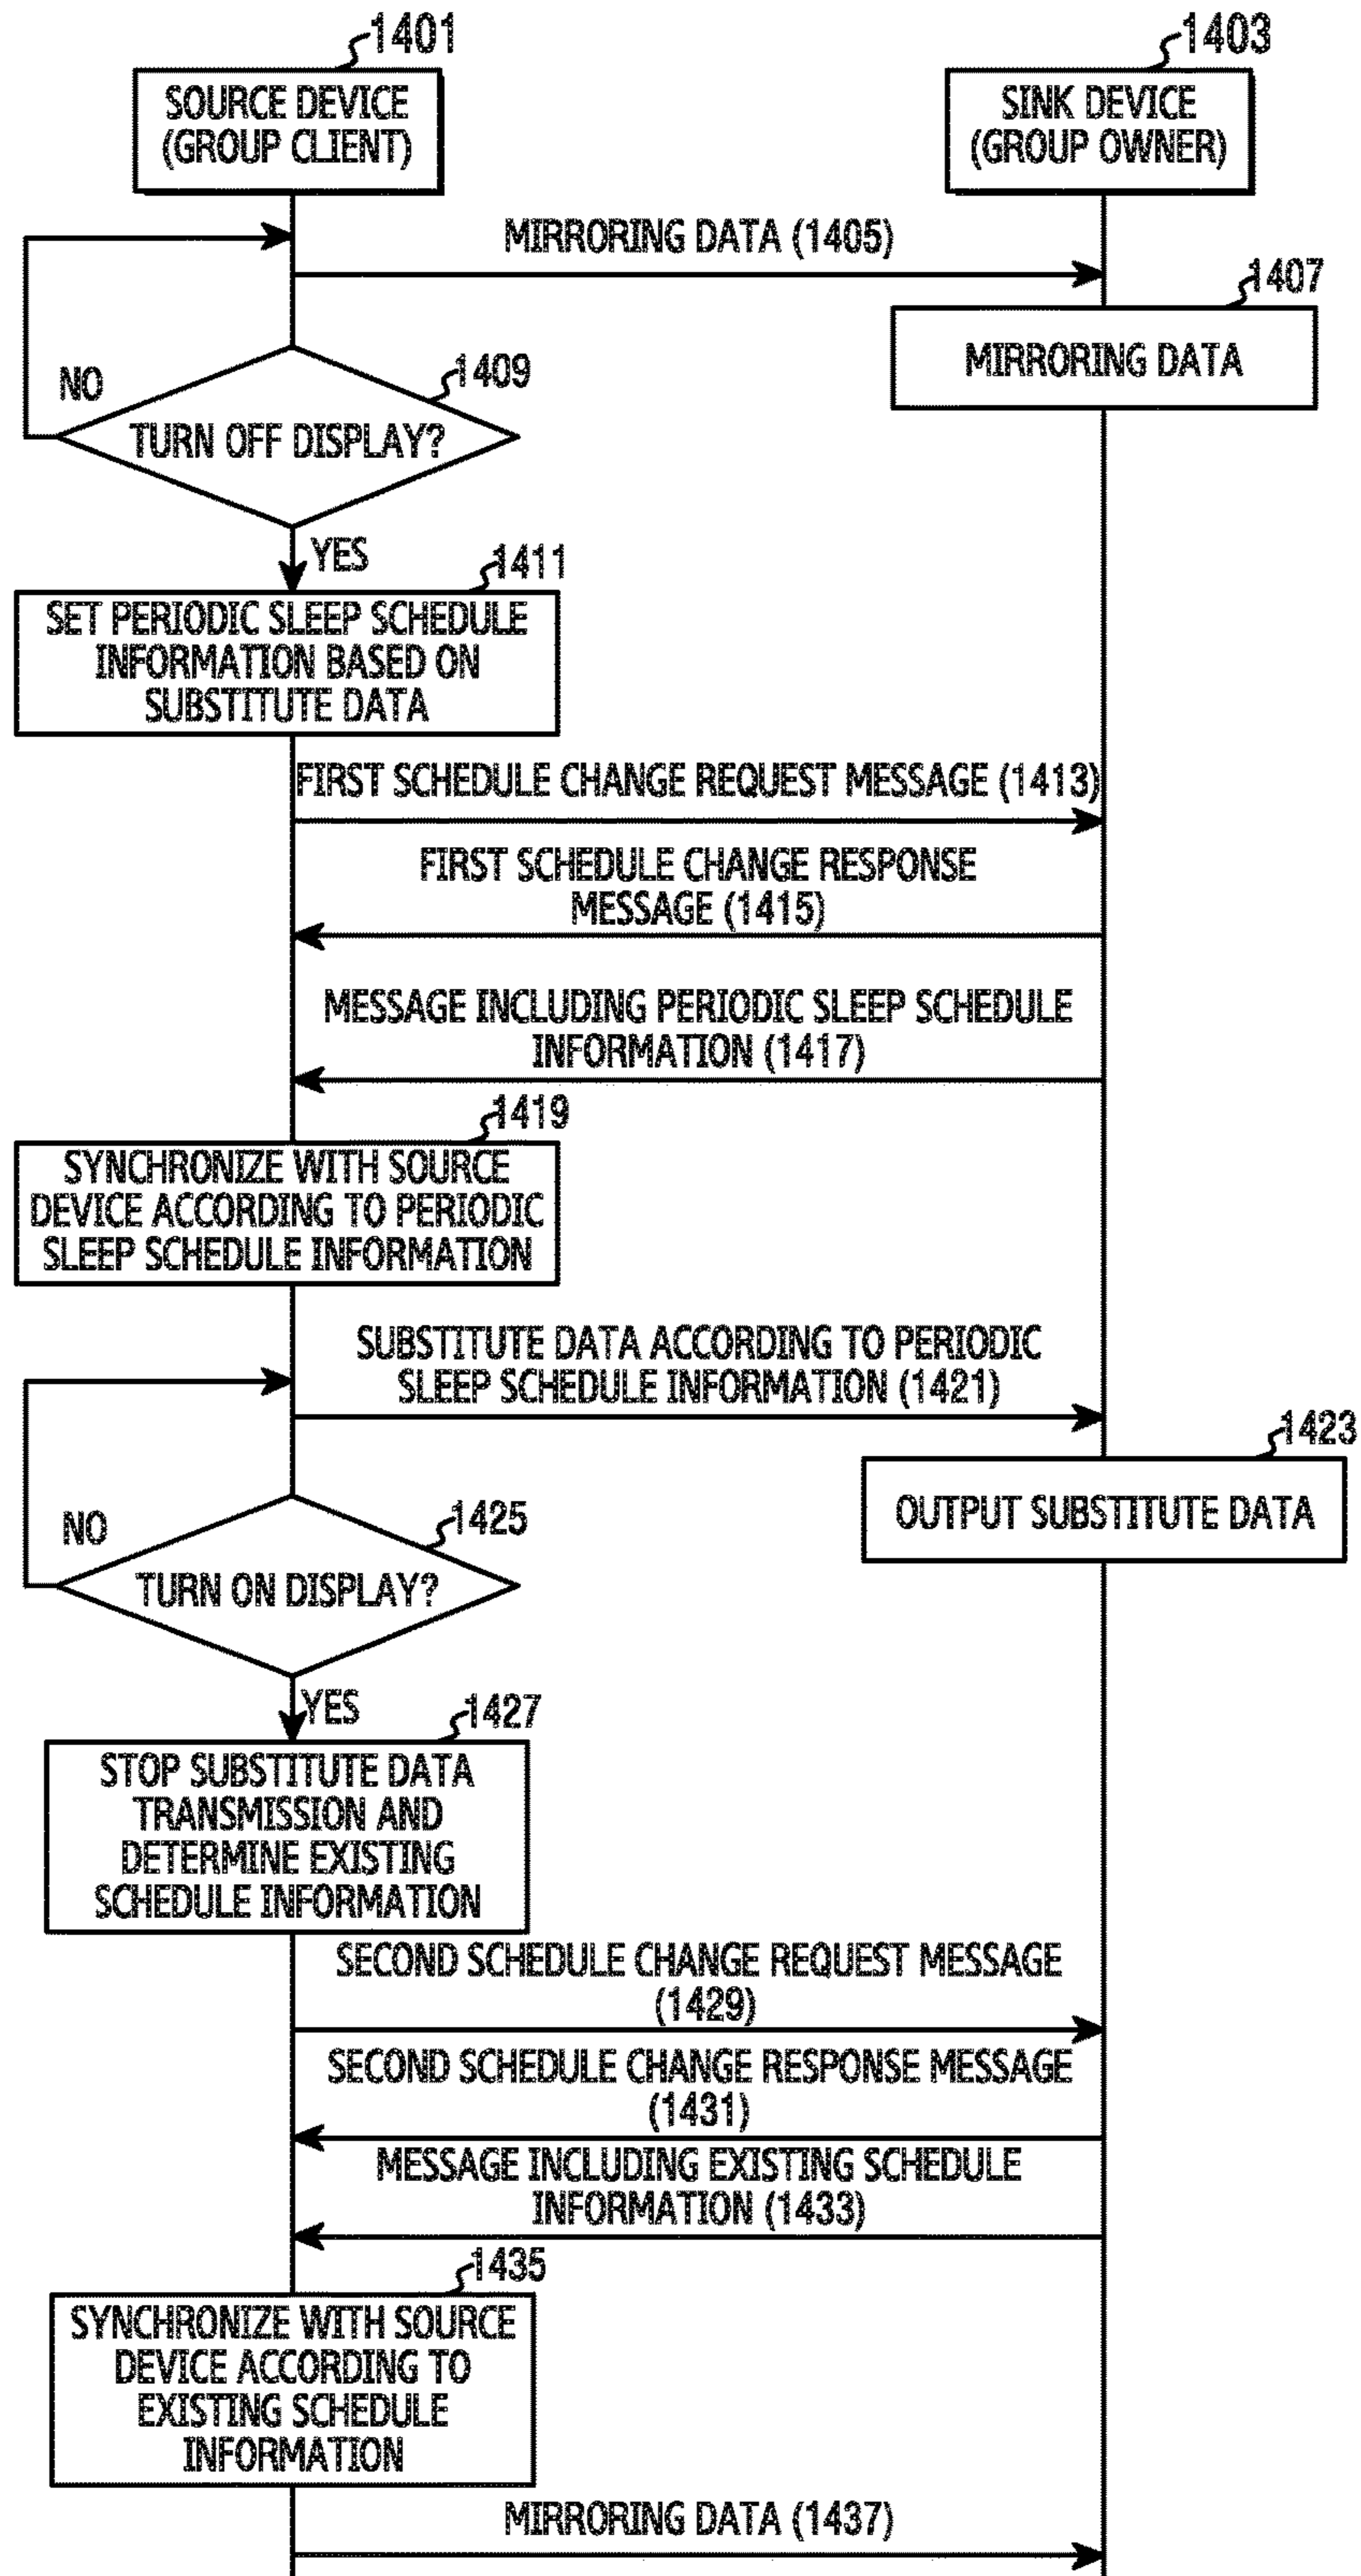 1401
1403
SOURCE DEVICE
(GROUP CLIENT)
SINK DEVICE
(GROUP OWNER)
MIRRORING DATA (1405)
1407
MIRRORING DATA
NO
1409
TURN OFF DISPLAY?
YES
1411
SET PERIODIC SLEEP SCHEDULE
INFORMATION BASED ON
SUBSTITUTE DATA
FIRST SCHEDULE CHANGE REQUEST MESSAGE (1413)
FIRST SCHEDULE CHANGE RESPONSE
MESSAGE (1415)
MESSAGE INCLUDING PERIODIC SLEEP SCHEDULE
INFORMATION (1417)
1419
SYNCHRONIZE WITH SOURCE
DEVICE ACCORDING TO PERIODIC
SLEEP SCHEDULE INFORMATION
SUBSTITUTE DATA ACCORDING TO PERIODIC
SLEEP SCHEDULE INFORMATION (1421)
1423
OUTPUT SUBSTITUTE DATA
NO
1425
TURN ON DISPLAY?
YES
1427
STOP SUBSTITUTE DATA
TRANSMISSION AND
DETERMINE EXISTING
SCHEDULE INFORMATION
SECOND SCHEDULE CHANGE REQUEST MESSAGE
(1429)
SECOND SCHEDULE CHANGE RESPONSE MESSAGE
(1431)
MESSAGE INCLUDING EXISTING SCHEDULE
INFORMATION (1433)
1435
SYNCHRONIZE WITH SOURCE
DEVICE ACCORDING TO
EXISTING SCHEDULE
INFORMATION
MIRRORING DATA (1437)